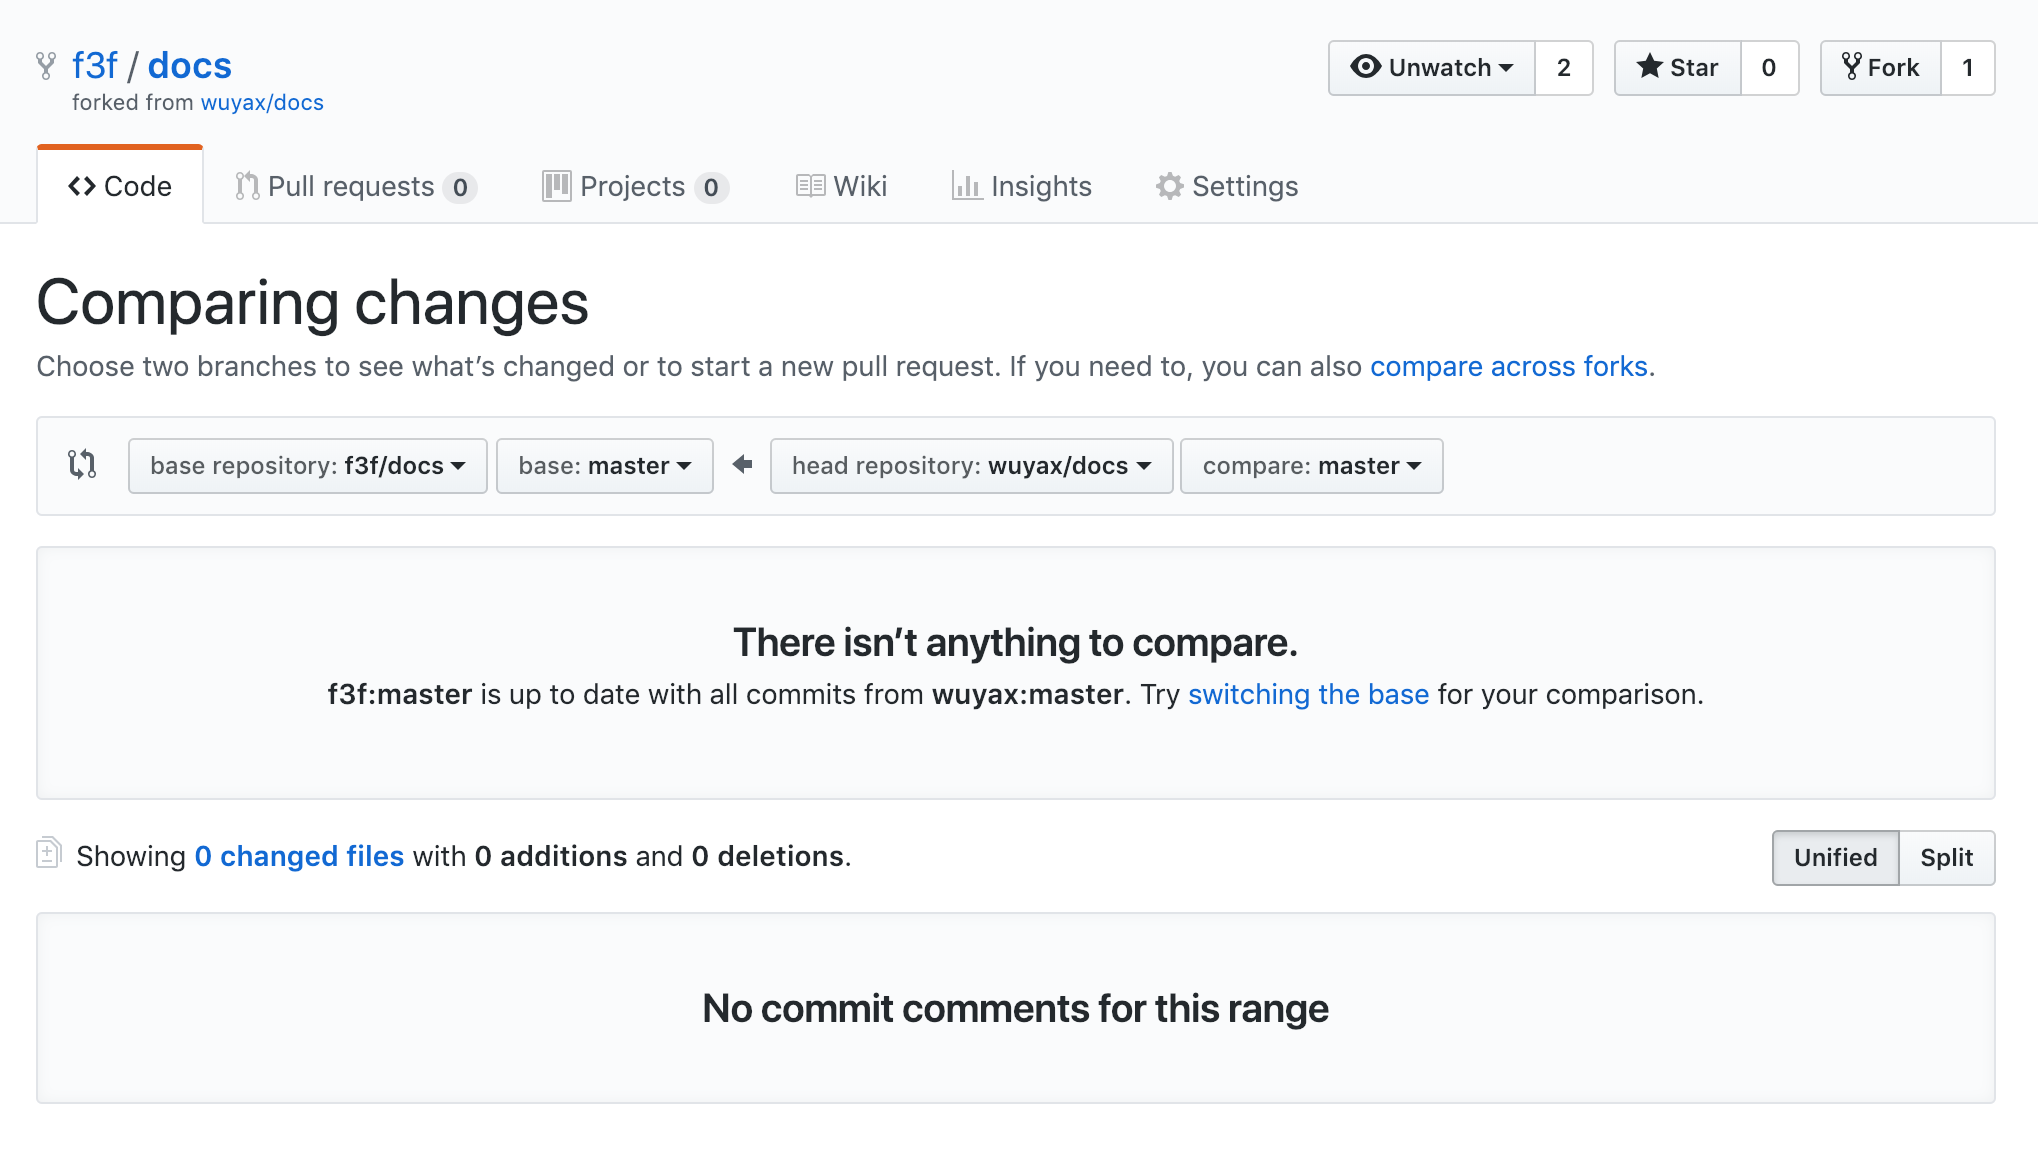 f3f / docs
forked from wuyax/docs
Unwatch 2 Star 0 Fork 1
Code Pull requests 0 Projects 0 Wiki Insights Settings
Comparing changes
Choose two branches to see what’s changed or to start a new pull request. If you need to, you can also compare across forks.
base repository: f3f/docs base: master head repository: wuyax/docs compare: master
There isn’t anything to compare.
f3f:master is up to date with all commits from wuyax:master. Try switching the base for your comparison.
Showing 0 changed files with 0 additions and 0 deletions.
Unified Split
No commit comments for this range